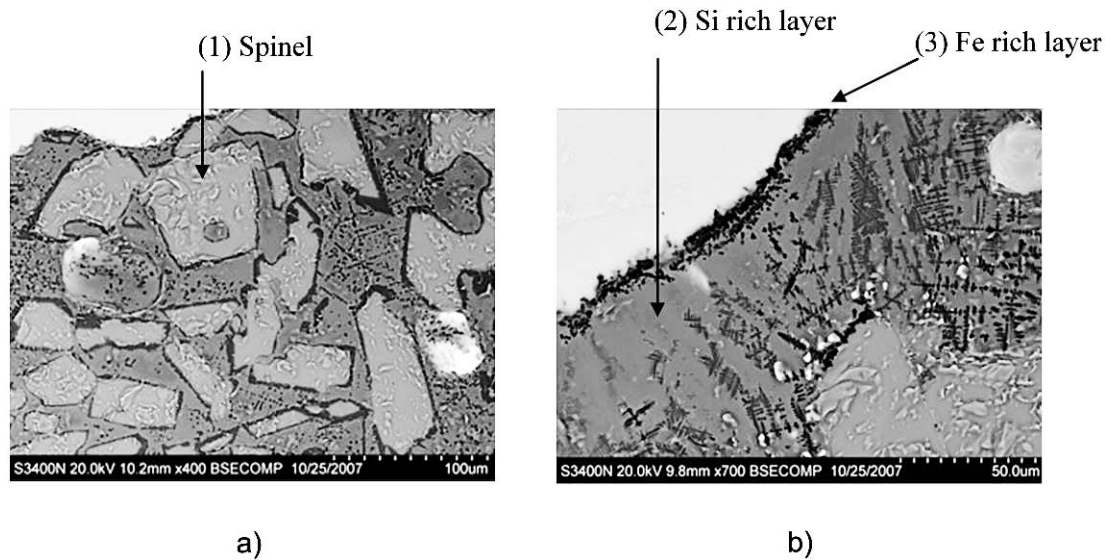 (1) Spinel
(2) Si rich layer
(3) Fe rich layer
S3400N 20.0kV 10.2mm x400 BSECOMP 10/25/2007 100um
S3400N 20.0kV 9.8mm x700 BSECOMP 10/25/2007 50.0um
a)
b)